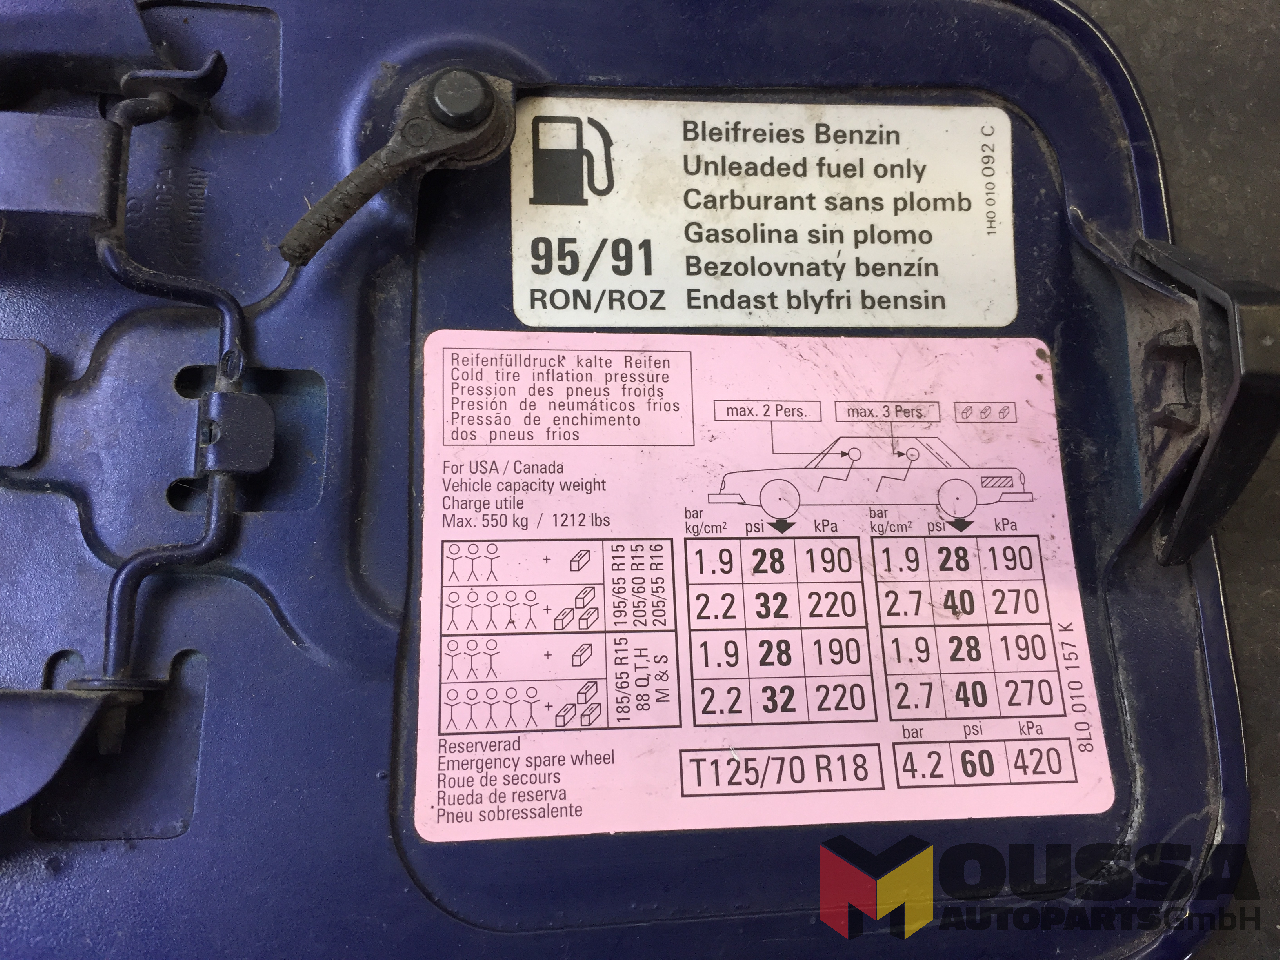 Bleifreies Benzin
Unleaded fuel only
Carburant sans plomb
Gasolina sin plomo
Bezolovnatý benzín
Endast blyfri bensin
95/91
RON/ROZ
1H0 010 092 C
Reifenfülldruck kalte Reifen
Cold tire inflation pressure
Pression des pneus froids
Presión de neumáticos frios
Pressão de enchimento
dos pneus frios
max. 2 Pers.
max. 3 Pers.
For USA / Canada
Vehicle capacity weight
Charge utile
Max. 550 kg / 1212 lbs
bar
kg/cm² psi kPa
bar
kg/cm² psi kPa
+
195/65 R15
205/60 R15
205/55 R16
1.9 28 190 1.9 28 190
+
2.2 32 220 2.7 40 270
+
185/65 R15
88 Q,T,H
M & S
1.9 28 190 1.9 28 190
+
2.2 32 220 2.7 40 270
8L0 010 157 K
Reserverad
Emergency spare wheel
Roue de secours
Rueda de reserva
Pneu sobressalente
T125/70 R18
bar psi kPa
4.2 60 420
Germany
MOUSSA
AUTOPARTS GmbH